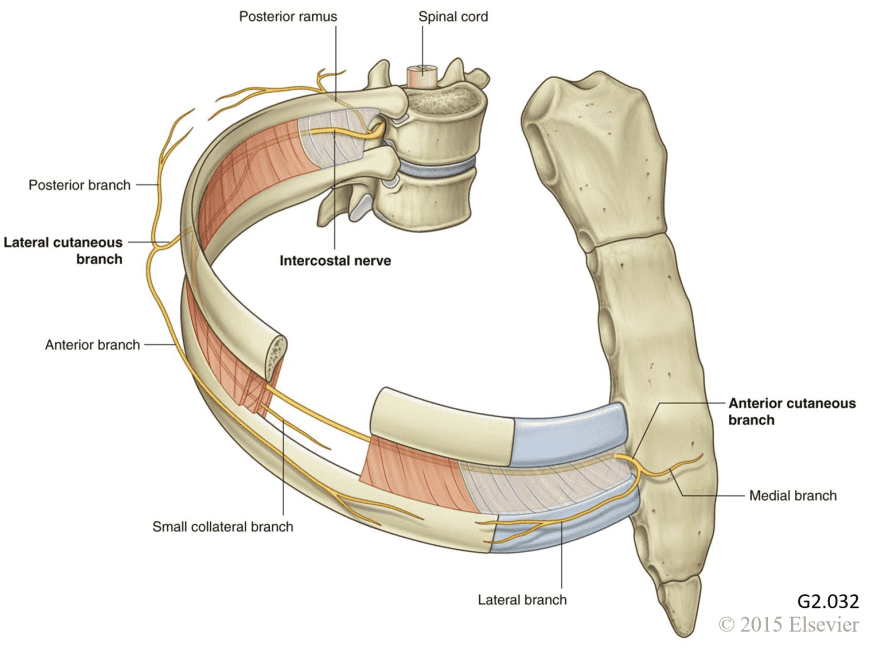 Posterior ramus
Spinal cord
Posterior branch
Lateral cutaneous
branch
Intercostal nerve
Anterior branch
Anterior cutaneous
branch
Medial branch
Small collateral branch
Lateral branch
G2.032
© 2015 Elsevier